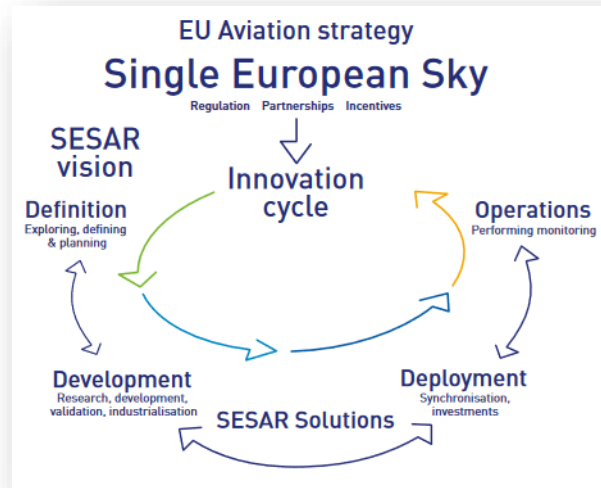 EU Aviation strategy
Single European Sky
Regulation Partnerships Incentives
SESAR
vision
Innovation
cycle
Definition
Exploring, defining
& planning
Operations
Performing monitoring
Development
Research, development,
validation, industrialisation
SESAR Solutions
Deployment
Synchronisation,
investments